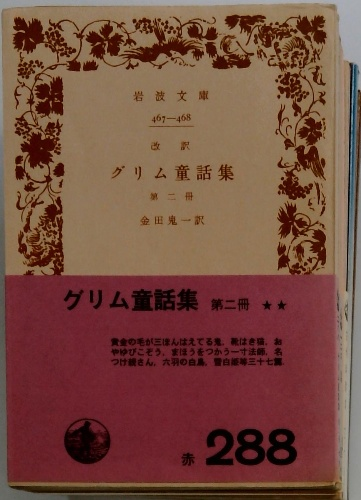 岩波文庫
467—468
改訳
グリム童話集
第二冊
金田鬼一訳
グリム童話集 第二冊 ★★
黄金の毛が三ぼんはえてる鬼，靴はき猫，お
やゆびこぞう，まほうをつかう一寸法師，名
づけ親さん，六羽の白鳥，雪白姫等三十七篇．
赤 288